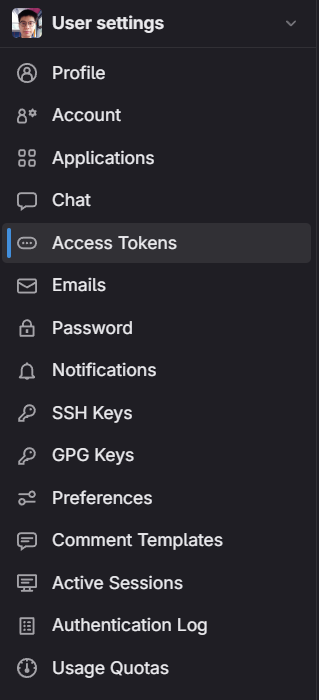 User settings
Profile
Account
Applications
Chat
Access Tokens
Emails
Password
Notifications
SSH Keys
GPG Keys
Preferences
Comment Templates
Active Sessions
Authentication Log
Usage Quotas